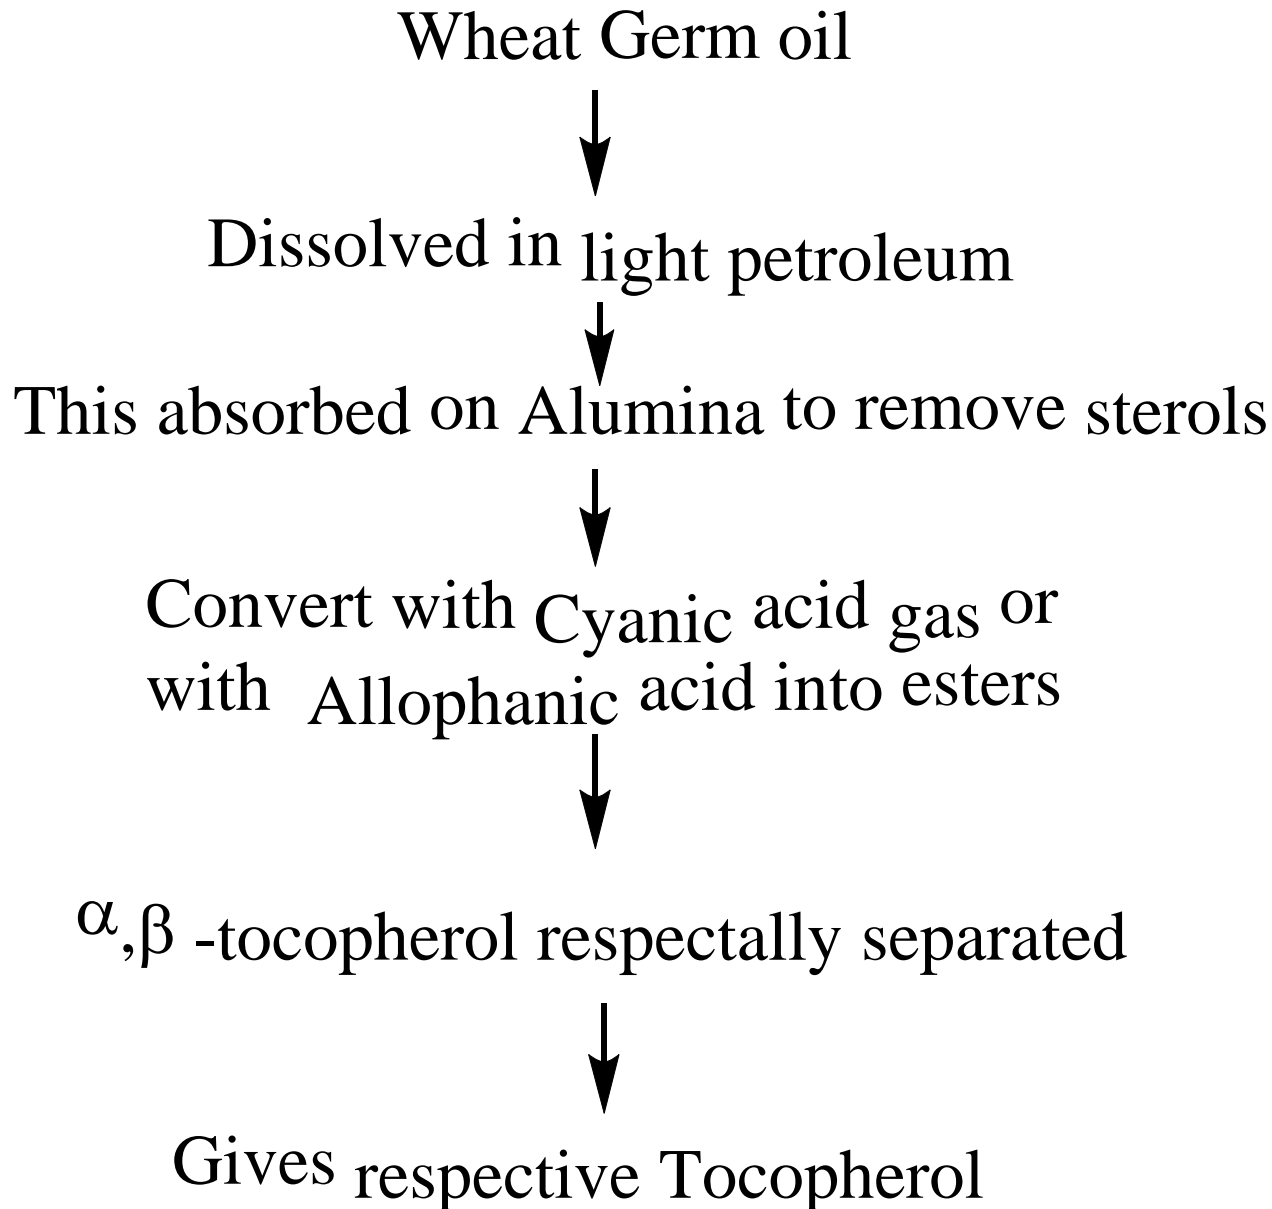 Wheat Germ oil
Dissolved in light petroleum
This absorbed on Alumina to remove sterols
Convert with Cyanic acid gas or
with Allophanic acid into esters
α,β -tocopherol respectally separated
Gives respective Tocopherol